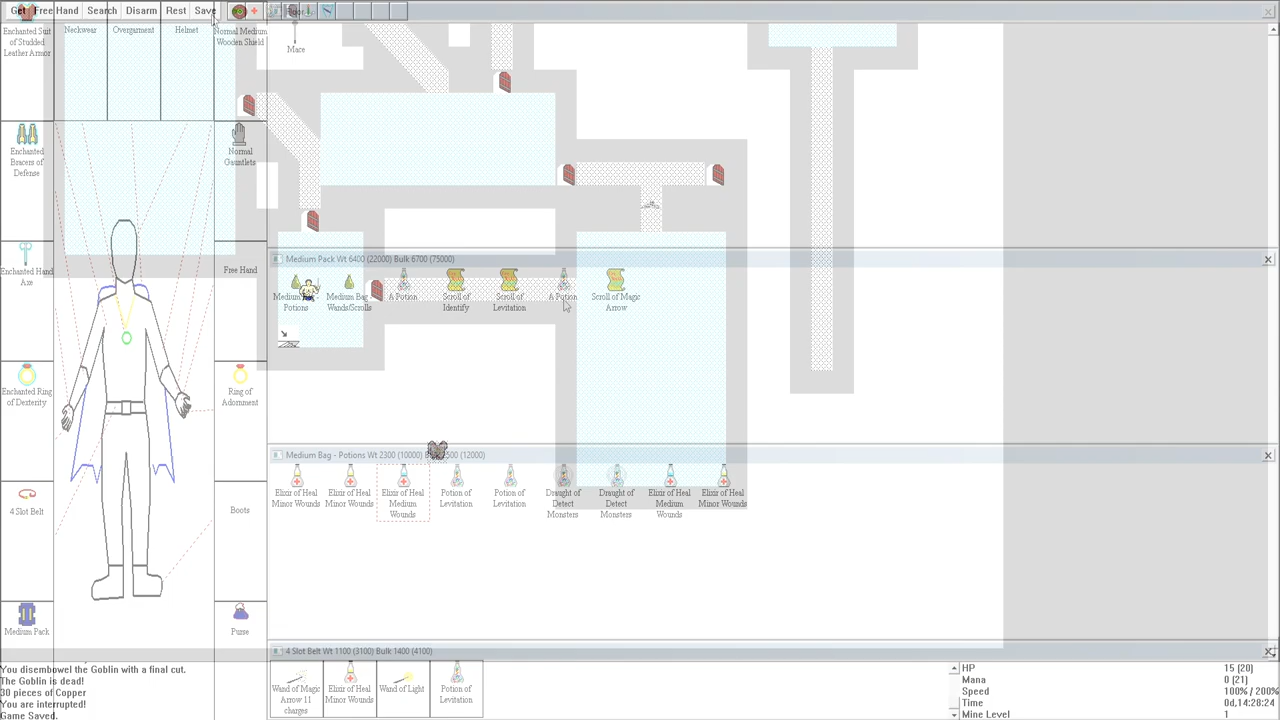 Get Free Hand Search Disarm Rest Save
Enchanted Suit
of Studded
Leather Armor
Neckwear
Overgarment
Helmet
Normal Medium
Wooden Shield
Mace
Enchanted
Bracers of
Defense
Normal
Gauntlets
Enchanted Hand
Axe
Free Hand
Enchanted Ring
of Dexterity
Ring of
Adornment
4 Slot Belt
Boots
Medium Pack
Purse
Medium Pack Wt 6400 (22000) Bulk 6700 (75000)
Potions
Medium Bag
Wands/Scrolls
A Potion
Scroll of
Identify
Scroll of
Levitation
A Potion
Scroll of Magic
Arrow
Medium Bag - Potions Wt 2300 (10000)
(12000)
Elixir of Heal
Minor Wounds
Elixir of Heal
Minor Wounds
Elixir of Heal
Medium
Wounds
Potion of
Levitation
Potion of
Levitation
Draught of
Detect
Monsters
Draught of
Detect
Monsters
Elixir of Heal
Medium
Wounds
Elixir of Heal
Minor Wounds
4 Slot Belt Wt 1100 (3100) Bulk 1400 (4100)
Wand of Magic
Arrow 11
charges
Elixir of Heal
Minor Wounds
Wand of Light
Potion of
Levitation
You disembowel the Goblin with a final cut.
The Goblin is dead!
30 pieces of Copper
You are interrupted!
Game Saved.
HP 15 (20)
Mana 0 (21)
Speed 100% / 200%
Time 0d,14:28:24
Mine Level 1